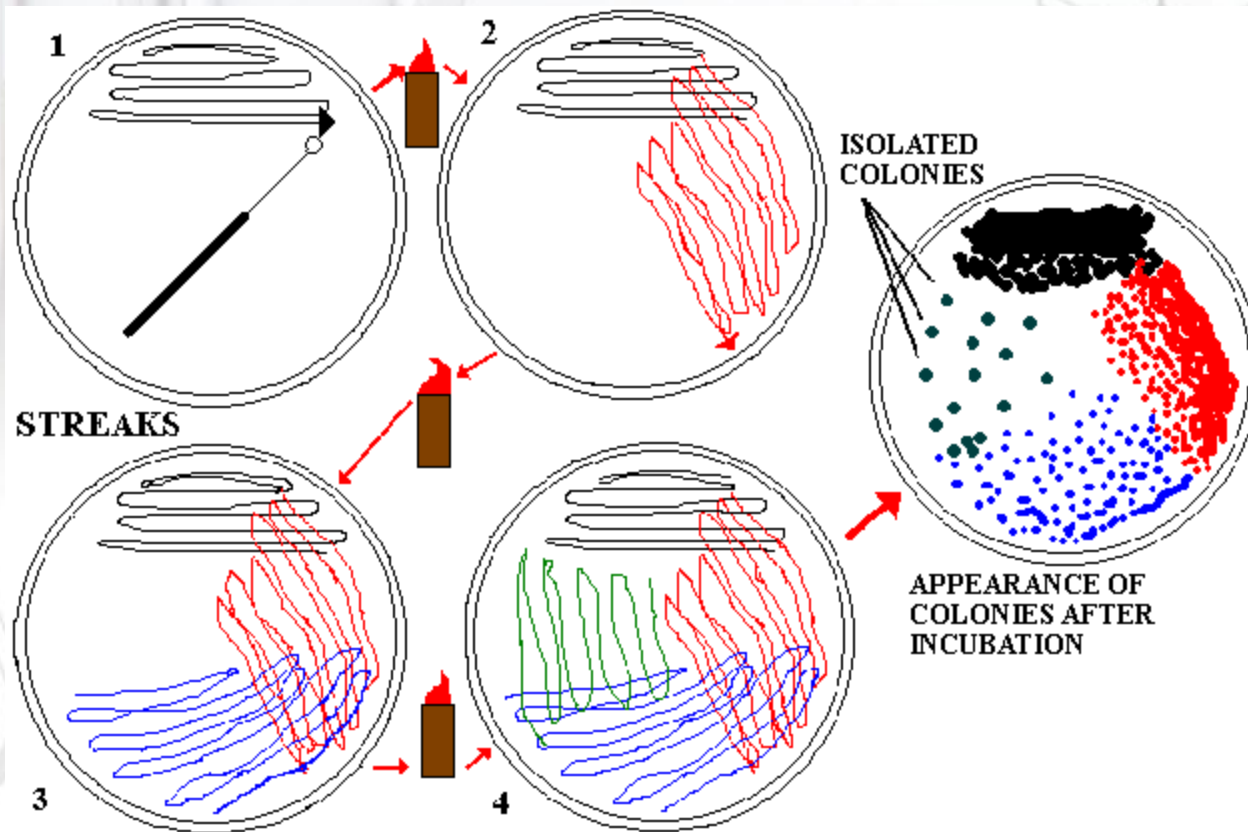 1
2
ISOLATED
COLONIES
STREAKS
3
4
APPEARANCE OF
COLONIES AFTER
INCUBATION